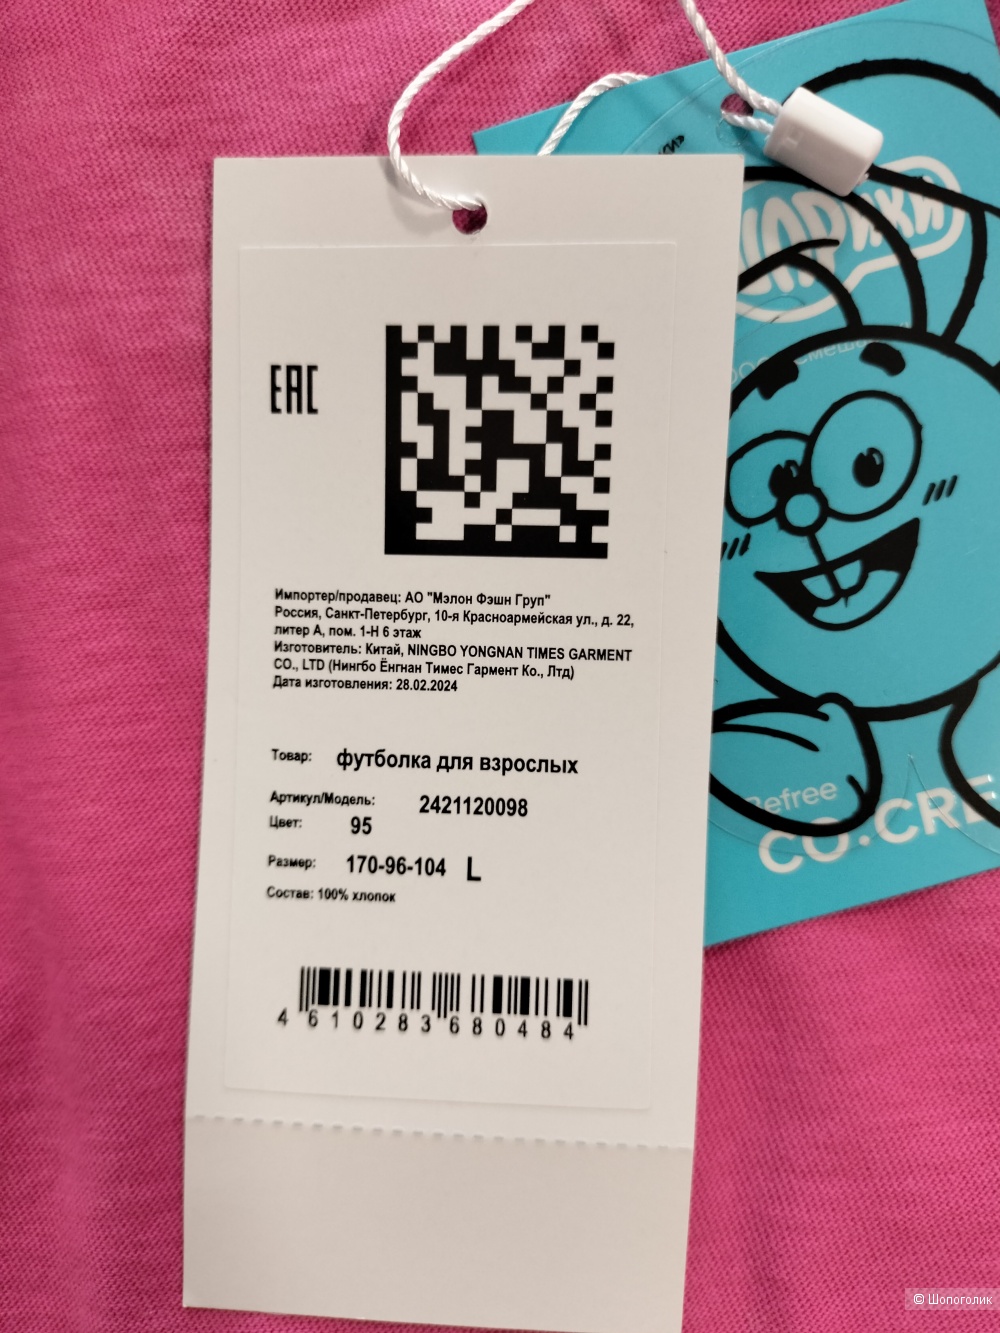 EAC
Импортер/продавец: АО "Мэлон Фэшн Груп"
Россия, Санкт-Петербург, 10-я Красноармейская ул., д. 22,
литер А, пом. 1-Н 6 этаж
Изготовитель: Китай, NINGBO YONGNAN TIMES GARMENT
CO., LTD (Нингбо Ёнгнан Тимес Гармент Ко., Лтд)
Дата изготовления: 28.02.2024
Товар: футболка для взрослых
Артикул/Модель: 2421120098
Цвет: 95
Размер: 170-96-104 L
Состав: 100% хлопок
4610283680484
Befree
CO:CRE
© Шопоголик